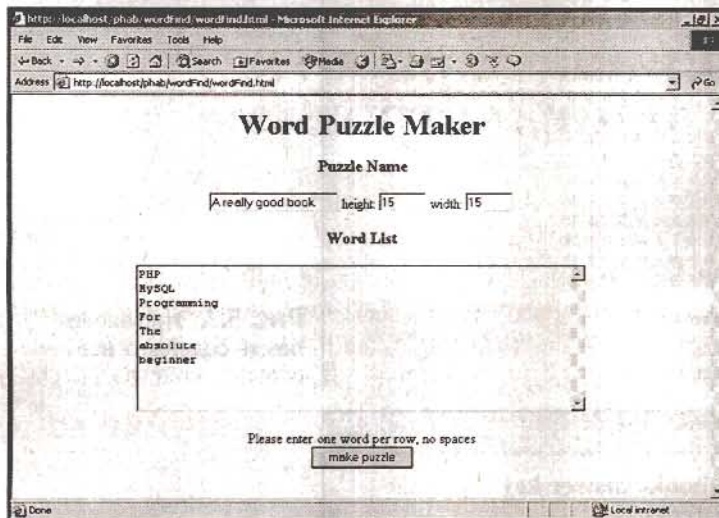 http://localhost/phab/wordFind/wordFind.html - Microsoft Internet Explorer
File Edit View Favorites Tools Help
Back Search Favorites Media
Address http://localhost/phab/wordFind/wordFind.html Go
Word Puzzle Maker
Puzzle Name
A really good book height: 15 width: 15
Word List
PHP
MySQL
Programming
For
The
absolute
beginner
Please enter one word per row, no spaces
make puzzle
Done Local intranet